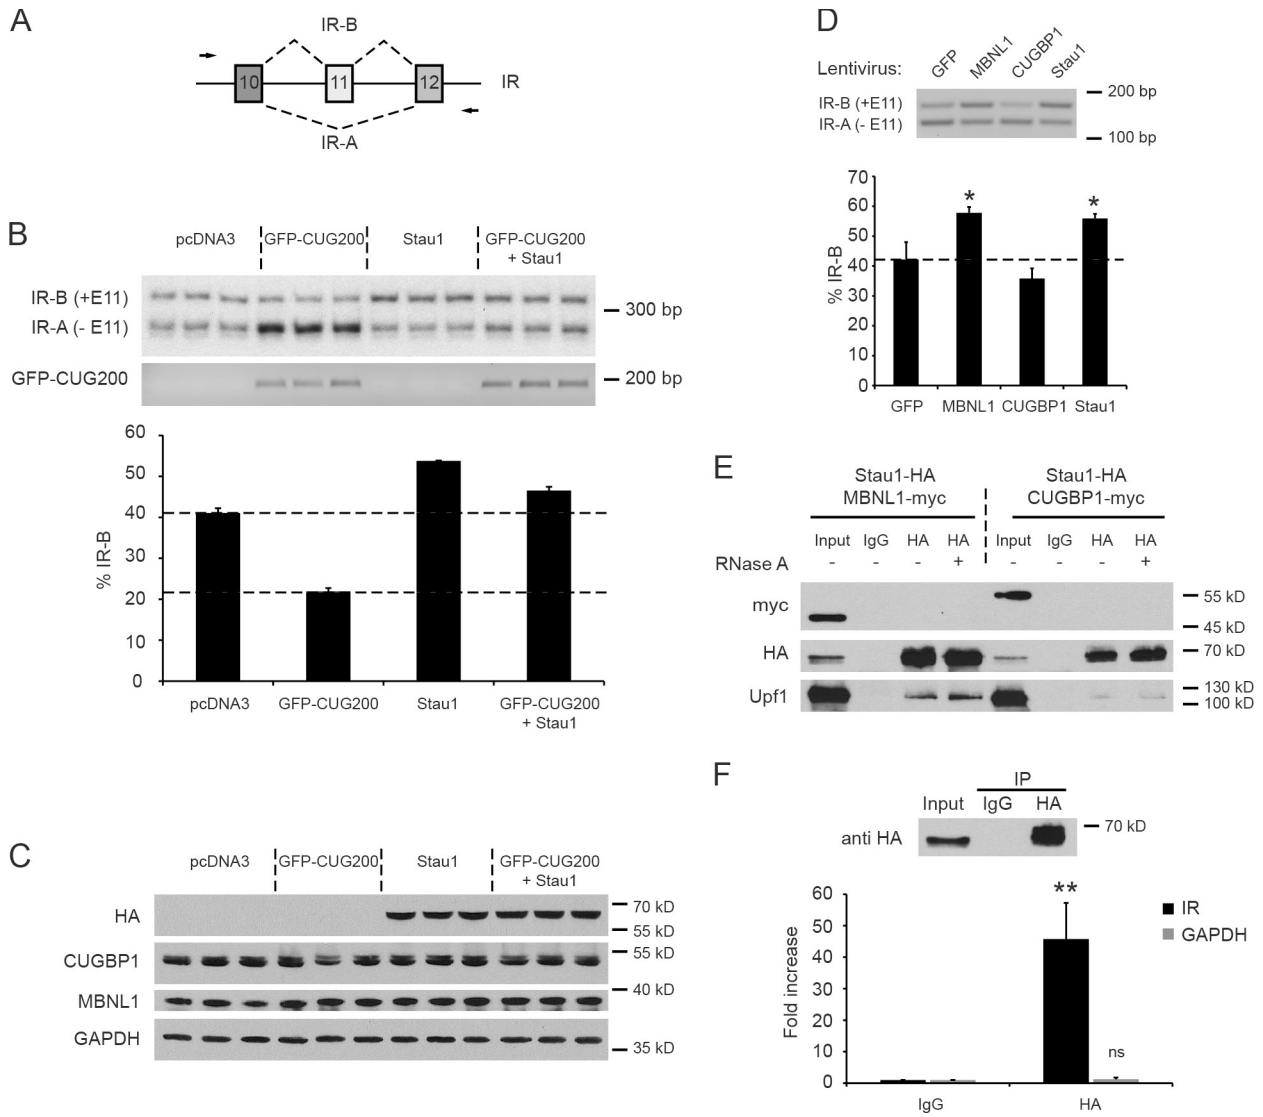 A
IR-B
10
11
12
IR
IR-A
B
pcDNA3
GFP-CUG200
Stau1
GFP-CUG200
+ Stau1
IR-B (+E11)
IR-A (- E11)
300 bp
GFP-CUG200
200 bp
60
50
40
30
20
10
0
% IR-B
pcDNA3
GFP-CUG200
Stau1
GFP-CUG200
+ Stau1
C
pcDNA3
GFP-CUG200
Stau1
GFP-CUG200
+ Stau1
HA
70 kD
55 kD
CUGBP1
55 kD
MBNL1
40 kD
GAPDH
35 kD
D
Lentivirus:
GFP
MBNL1
CUGBP1
Stau1
IR-B (+E11)
IR-A (- E11)
200 bp
100 bp
70
60
50
40
30
20
10
0
% IR-B
*
*
GFP
MBNL1
CUGBP1
Stau1
E
Stau1-HA
MBNL1-myc
Stau1-HA
CUGBP1-myc
Input IgG HA HA Input IgG HA HA
RNase A - - - + - - - +
myc
55 kD
45 kD
HA
70 kD
Upf1
130 kD
100 kD
F
IP
Input IgG HA
anti HA
70 kD
60
50
40
30
20
10
0
Fold increase
**
ns
IR
GAPDH
IgG
HA